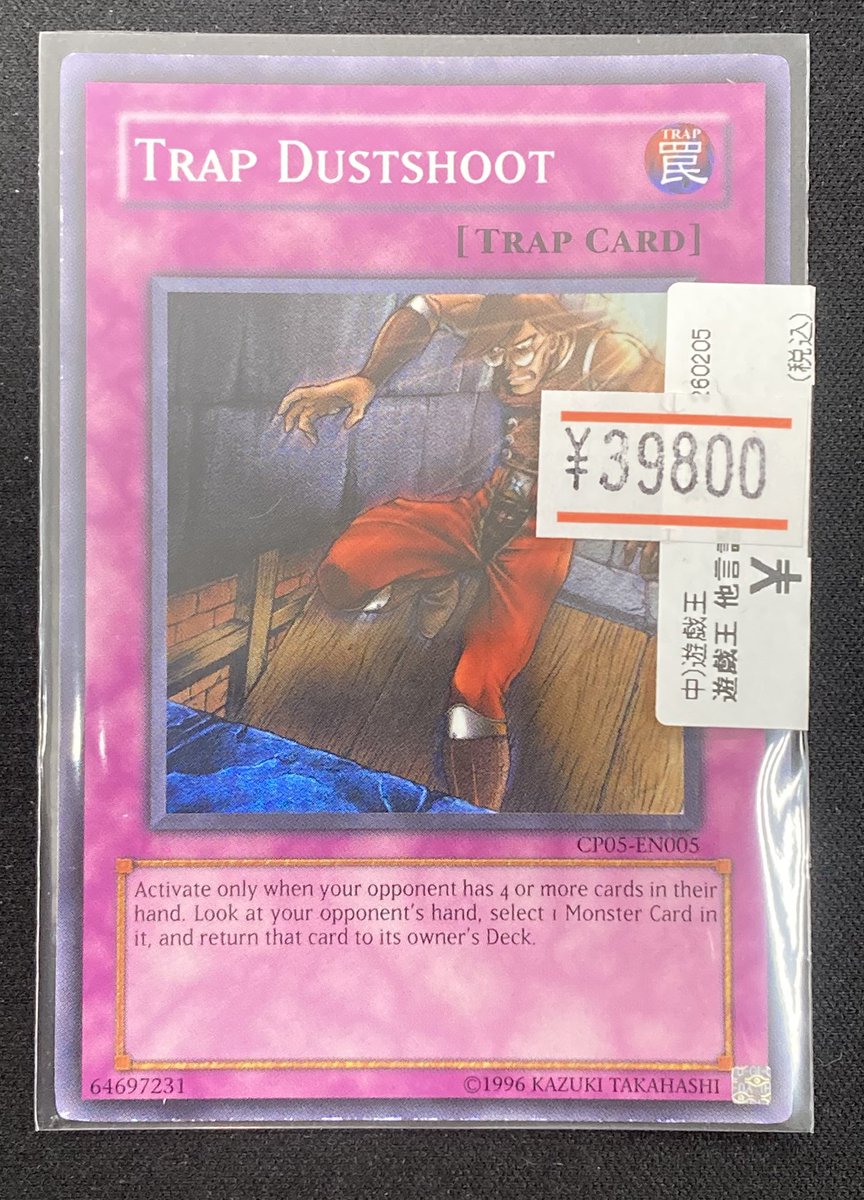 TRAP DUSTSHOOT
TRAP
罠
[TRAP CARD]
260205
(税込)
¥39800
¥
中)遊戯王
遊戯王 他言
CP05-EN005
Activate only when your opponent has 4 or more cards in their
hand. Look at your opponent's hand, select 1 Monster Card in
it, and return that card to its owner's Deck.
64697231
©1996 KAZUKI TAKAHASHI